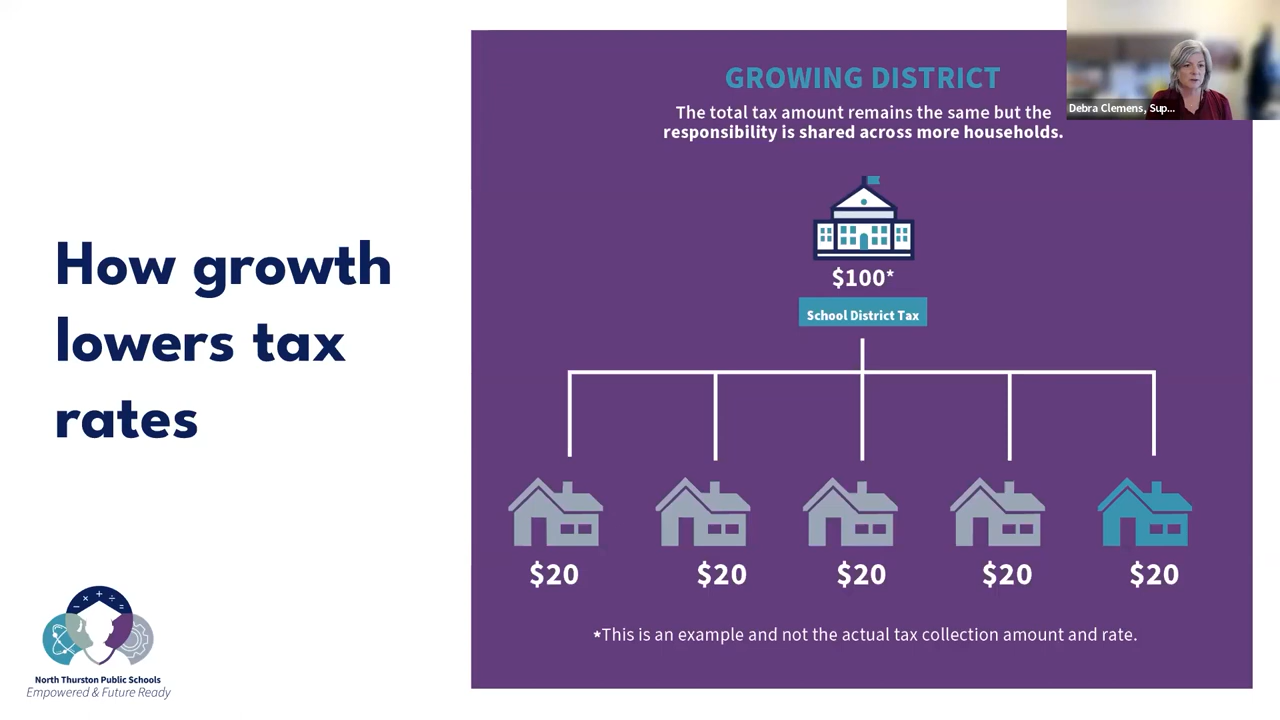 How growth
lowers tax
rates
GROWING DISTRICT
The total tax amount remains the same but the
responsibility is shared across more households.
$100*
School District Tax
$20
$20
$20
$20
$20
*This is an example and not the actual tax collection amount and rate.
North Thurston Public Schools
Empowered & Future Ready
Debra Clemens, Sup...